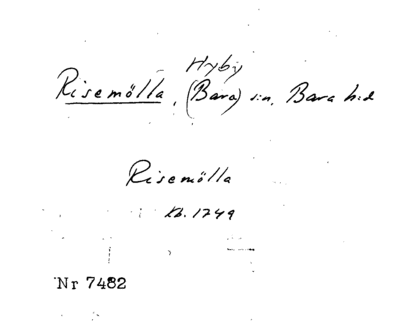 Hyby
Risemölla, (Bara) sn, Bara hd
Risemölla
Kb. 1749
Nr 7482